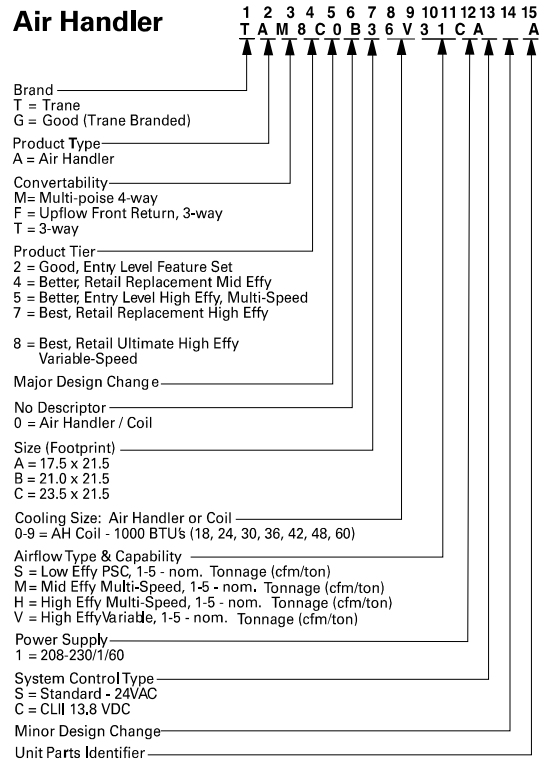 Air Handler
1 2 3 4 5 6 7 8 9 10 11 12 13 14 15
T A M 8 C 0 B 3 6 V 3 1 C A A
Brand
T = Trane
G = Good (Trane Branded)
Product Type
A = Air Handler
Convertability
M= Multi-poise 4-way
F = Upflow Front Return, 3-way
T = 3-way
Product Tier
2 = Good, Entry Level Feature Set
4 = Better, Retail Replacement Mid Effy
5 = Better, Entry Level High Effy, Multi-Speed
7 = Best, Retail Replacement High Effy
8 = Best, Retail Ultimate High Effy
Variable-Speed
Major Design Change
No Descriptor
0 = Air Handler / Coil
Size (Footprint)
A = 17.5 x 21.5
B = 21.0 x 21.5
C = 23.5 x 21.5
Cooling Size: Air Handler or Coil
0-9 = AH Coil - 1000 BTU's (18, 24, 30, 36, 42, 48, 60)
Airflow Type & Capability
S = Low Effy PSC, 1-5 - nom. Tonnage (cfm/ton)
M= Mid Effy Multi-Speed, 1-5 - nom. Tonnage (cfm/ton)
H = High Effy Multi-Speed, 1-5 - nom. Tonnage (cfm/ton)
V = High EffyVariable, 1-5 - nom. Tonnage (cfm/ton)
Power Supply
1 = 208-230/1/60
System Control Type
S = Standard - 24VAC
C = CLII 13.8 VDC
Minor Design Change
Unit Parts Identifier